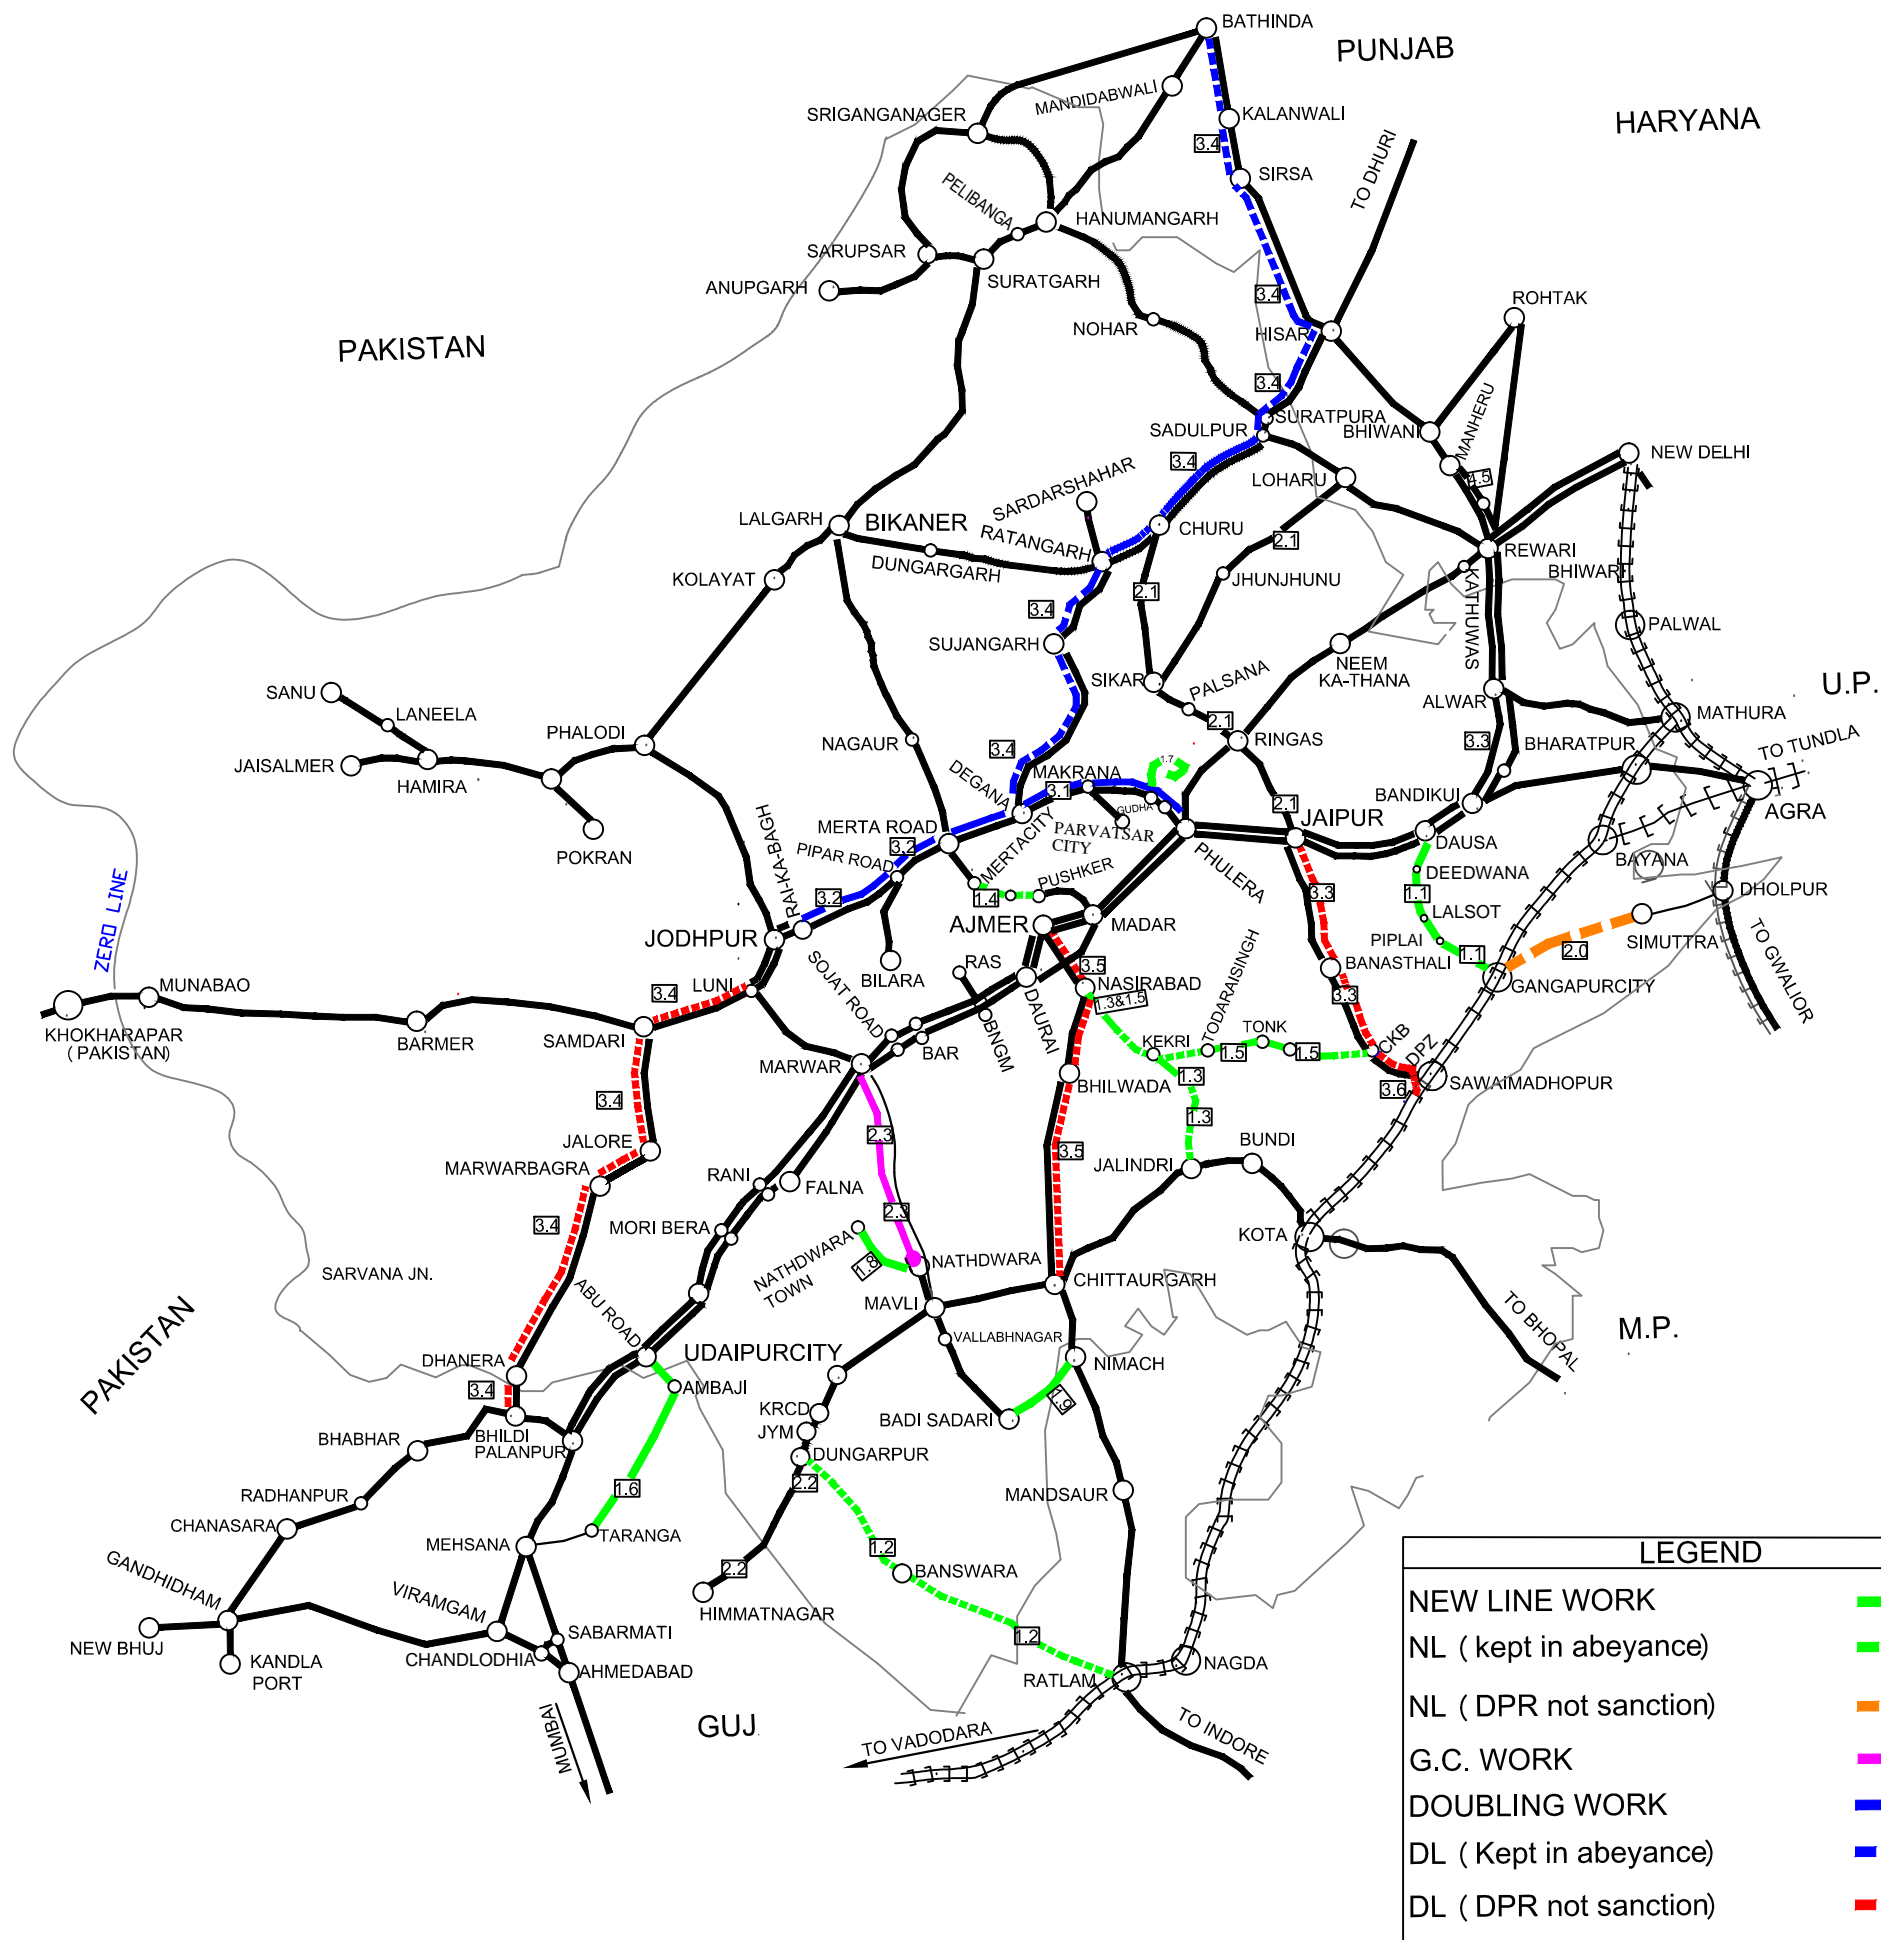 BATHINDA
PUNJAB
MANDIDABWALI
HARYANA
SRIGANGANAGER
KALANWALI
3.4
SIRSA
TO DHURI
PELIBANGA
HANUMANGARH
SARUPSAR
SURATGARH
ANUPGARH
3.4
ROHTAK
NOHAR
HISAR
PAKISTAN
3.4
SURATPURA
SADULPUR
BHIWANI
MANHERU
NEW DELHI
3.4
4.5
SARDARSHAHAR
LOHARU
LALGARH
BIKANER
CHURU
RATANGARH
2.1
REWARI
BHIWARI
DUNGARGARH
KOLAYAT
JHUNJHUNU
2.1
KATHUWAS
3.4
PALWAL
SUJANGARH
NEEM
KA-THANA
SIKAR
PALSANA
U.P.
SANU
LANEELA
ALWAR
MATHURA
2.1
PHALODI
NAGAUR
RINGAS
3.3
BHARATPUR
TO TUNDLA
JAISALMER
HAMIRA
3.4
1.7
DEGANA
MAKRANA
3.1
GUDHA
2.1
BANDIKUI
AGRA
JAIPUR
MERTA ROAD
PARVATSAR
CITY
DAUSA
POKRAN
RAI-KA-BAGH
3.2
PIPAR ROAD
MERTACITY
PHULERA
BAYANA
PUSHKER
DEEDWANA
ZERO LINE
3.2
1.4
3.3
1.1
DHOLPUR
LALSOT
AJMER
MADAR
JODHPUR
SIMUTTRA
PIPLAI
2.0
1.1
SOJAT ROAD
BILARA
RAS
3.5
TODARAISINGH
BANASTHALI
GANGAPURCITY
TO GWALIOR
MUNABAO
LUNI
3.4
DAURAI
NASIRABAD
1.3&1.5
3.3
KHOKHARAPAR
( PAKISTAN)
BARMER
SAMDARI
BAR
BNGM
KEKRI
TONK
1.5
1.5
CKB
DPZ
MARWAR
BHILWADA
1.3
3.6
SAWAIMADHOPUR
3.4
1.3
2.3
JALORE
MARWARBAGRA
3.5
BUNDI
JALINDRI
RANI
FALNA
3.4
2.3
MORI BERA
KOTA
NATHDWARA
TOWN
1.8
NATHDWARA
SARVANA JN.
CHITTAURGARH
ABU ROAD
MAVLI
TO BHOPAL
M.P.
PAKISTAN
VALLABHNAGAR
UDAIPURCITY
NIMACH
DHANERA
3.4
AMBAJI
1.9
KRCD
BADI SADARI
JYM
BHILDI
PALANPUR
BHABHAR
DUNGARPUR
2.2
1.6
MANDSAUR
RADHANPUR
CHANASARA
TARANGA
LEGEND
MEHSANA
1.2
2.2
BANSWARA
GANDHIDHAM
VIRAMGAM
HIMMATNAGAR
NEW LINE WORK
NEW BHUJ
SABARMATI
1.2
NL ( kept in abeyance)
CHANDLODHIA
KANDLA
PORT
AHMEDABAD
RATLAM
NAGDA
NL ( DPR not sanction)
MUMBAI
GUJ.
TO VADODARA
TO INDORE
G.C. WORK
DOUBLING WORK
DL ( Kept in abeyance)
DL ( DPR not sanction)